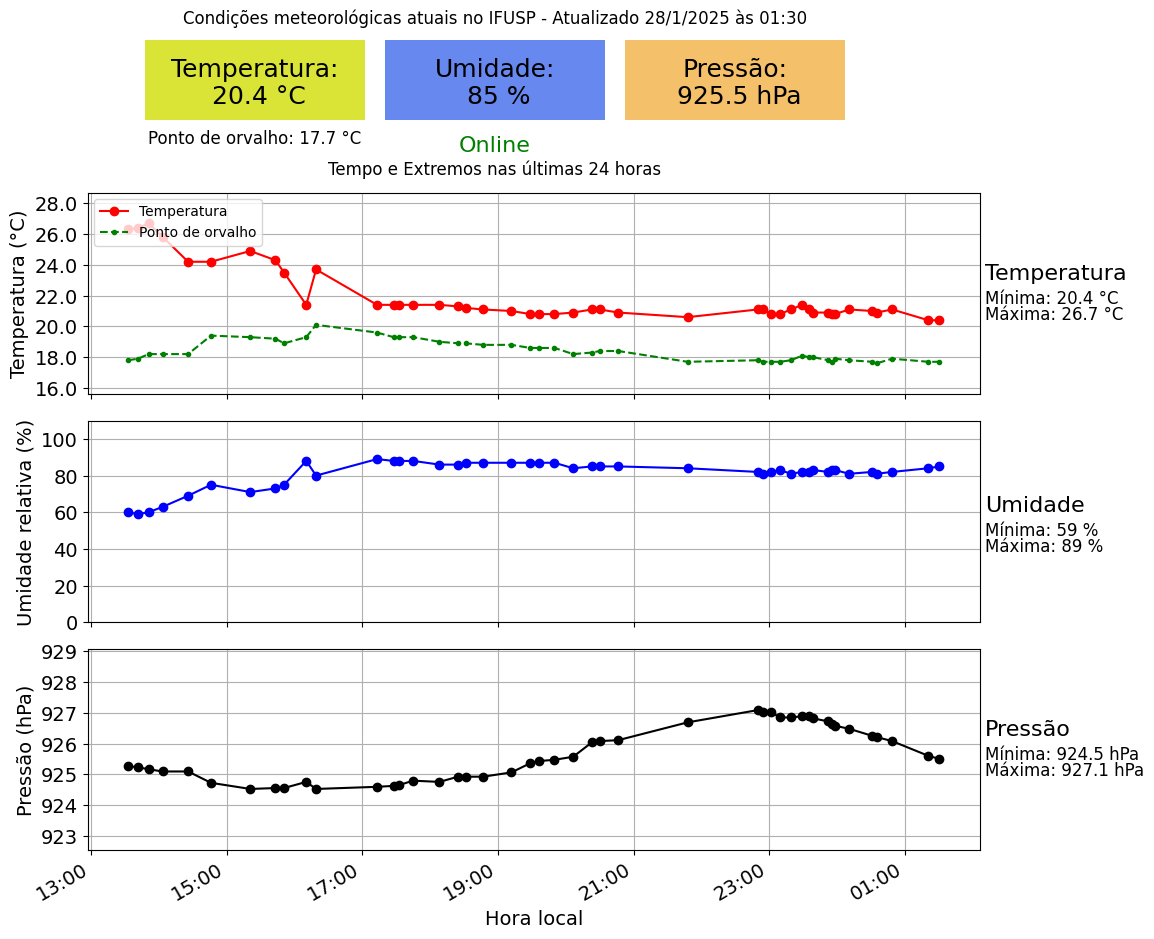 Condições meteorológicas atuais no IFUSP - Atualizado 28/1/2025 às 01:30
Temperatura:
20.4 °C
Umidade:
85 %
Pressão:
925.5 hPa
Ponto de orvalho: 17.7 °C
Online
Tempo e Extremos nas últimas 24 horas
Temperatura (°C)
28.0
26.0
24.0
22.0
20.0
18.0
16.0
Temperatura
Ponto de orvalho
Temperatura
Mínima: 20.4 °C
Máxima: 26.7 °C
Umidade relativa (%)
100
80
60
40
20
0
Umidade
Mínima: 59 %
Máxima: 89 %
Pressão (hPa)
929
928
927
926
925
924
923
Pressão
Mínima: 924.5 hPa
Máxima: 927.1 hPa
13:00
15:00
17:00
19:00
21:00
23:00
01:00
Hora local